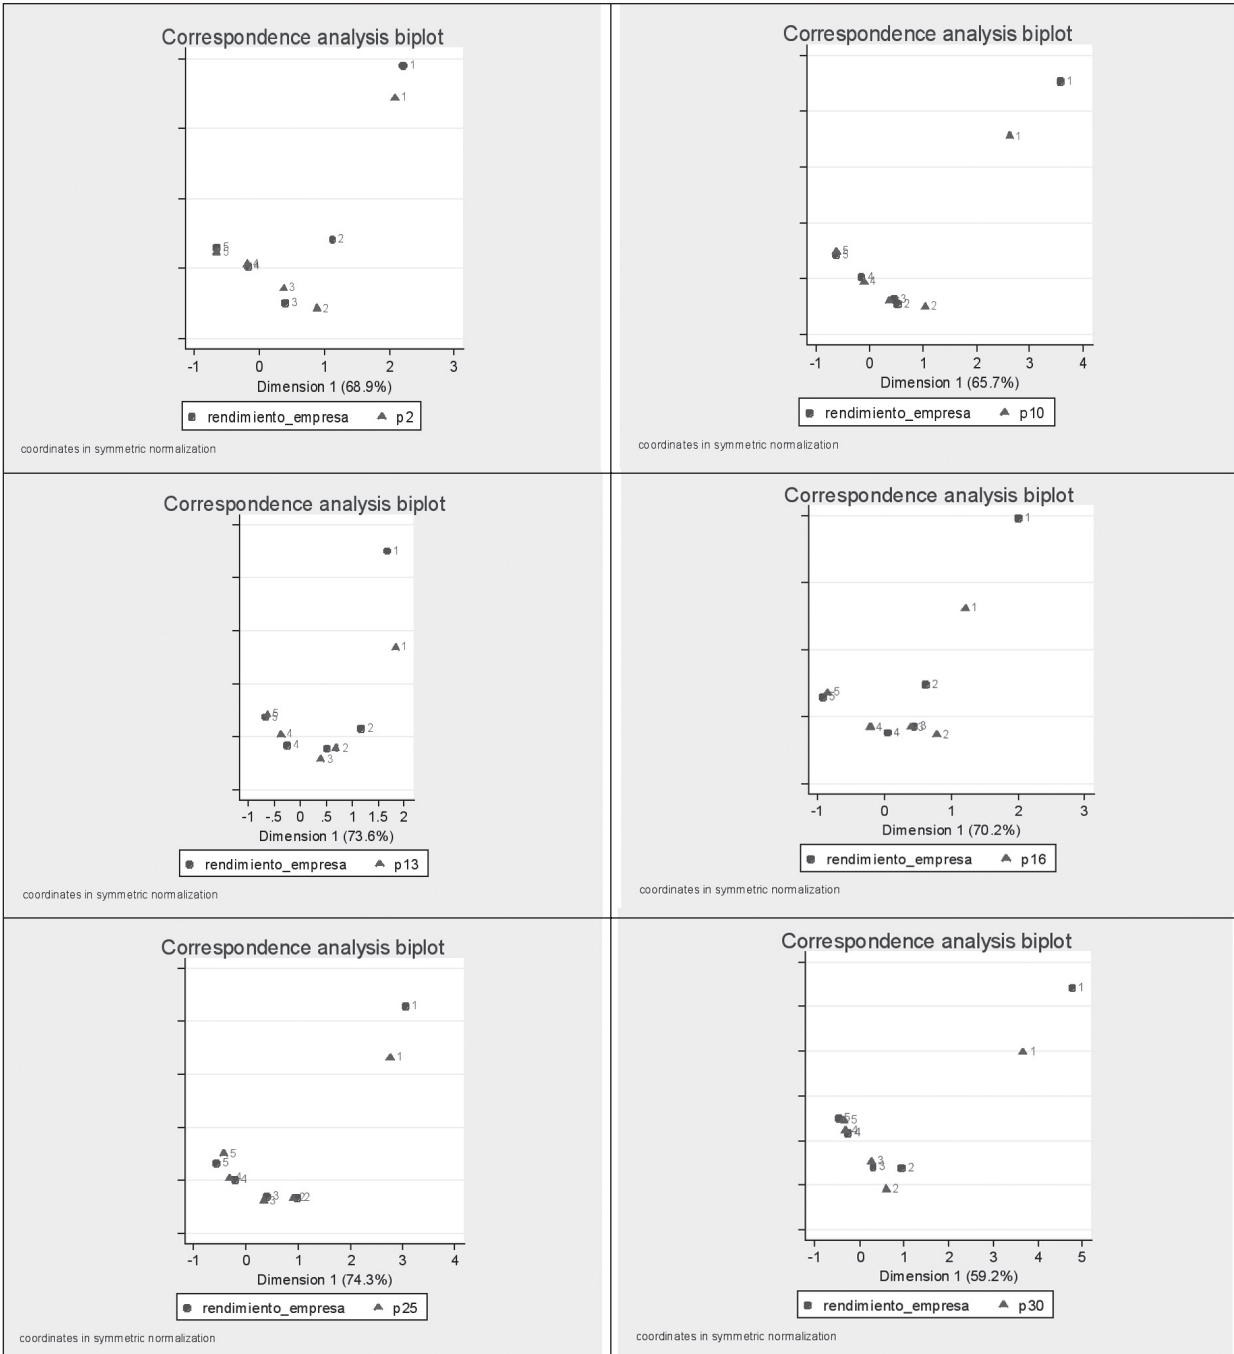 Correspondence analysis biplot
1
1
2
5
5
4
4
3
3
2
-1 0 1 2 3
Dimension 1 (68.9%)
rendimiento_empresa p2
coordinates in symmetric normalization
Correspondence analysis biplot
1
1
5
5
4
4
3
2
2
-1 0 1 2 3 4
Dimension 1 (65.7%)
rendimiento_empresa p10
coordinates in symmetric normalization
Correspondence analysis biplot
1
1
5
5
2
4
4
2
3
-1 -.5 0 .5 1 1.5 2
Dimension 1 (73.6%)
rendimiento_empresa p13
coordinates in symmetric normalization
Correspondence analysis biplot
1
1
2
5
5
4
3
3
4
2
-1 0 1 2 3
Dimension 1 (70.2%)
rendimiento_empresa p16
coordinates in symmetric normalization
Correspondence analysis biplot
1
1
5
5
4
4
3
3
2
2
-1 0 1 2 3 4
Dimension 1 (74.3%)
rendimiento_empresa p25
coordinates in symmetric normalization
Correspondence analysis biplot
1
1
5
5
4
4
3
3
2
2
-1 0 1 2 3 4 5
Dimension 1 (59.2%)
rendimiento_empresa p30
coordinates in symmetric normalization